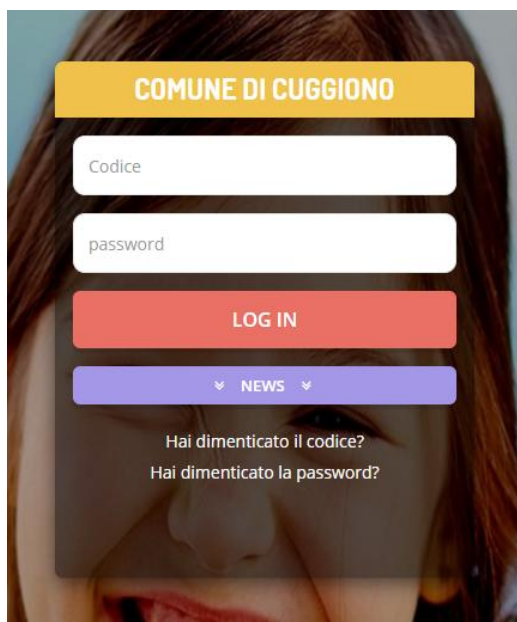 COMUNE DI CUGGIONO
Codice
password
LOG IN
NEWS
Hai dimenticato il codice?
Hai dimenticato la password?